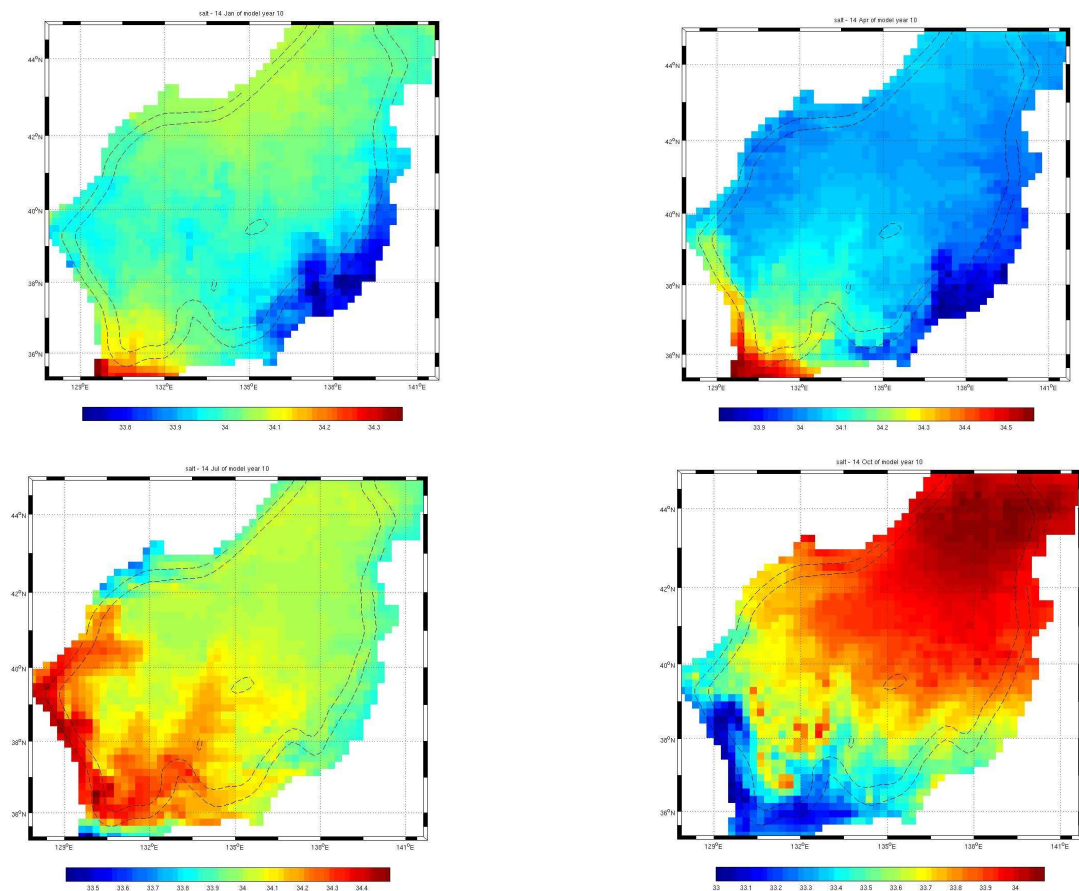 salt - 14 Jan of model year 10
44°N
42°N
40°N
38°N
36°N
129°E 132°E 135°E 138°E 141°E
33.8 33.9 34 34.1 34.2 34.3
salt - 14 Apr of model year 10
44°N
42°N
40°N
38°N
36°N
129°E 132°E 135°E 138°E 141°E
33.9 34 34.1 34.2 34.3 34.4 34.5
salt - 14 Jul of model year 10
44°N
42°N
40°N
38°N
36°N
129°E 132°E 135°E 138°E 141°E
33.5 33.6 33.7 33.8 33.9 34 34.1 34.2 34.3 34.4
salt - 14 Oct of model year 10
44°N
42°N
40°N
38°N
36°N
129°E 132°E 135°E 138°E 141°E
33 33.1 33.2 33.3 33.4 33.5 33.6 33.7 33.8 33.9 34